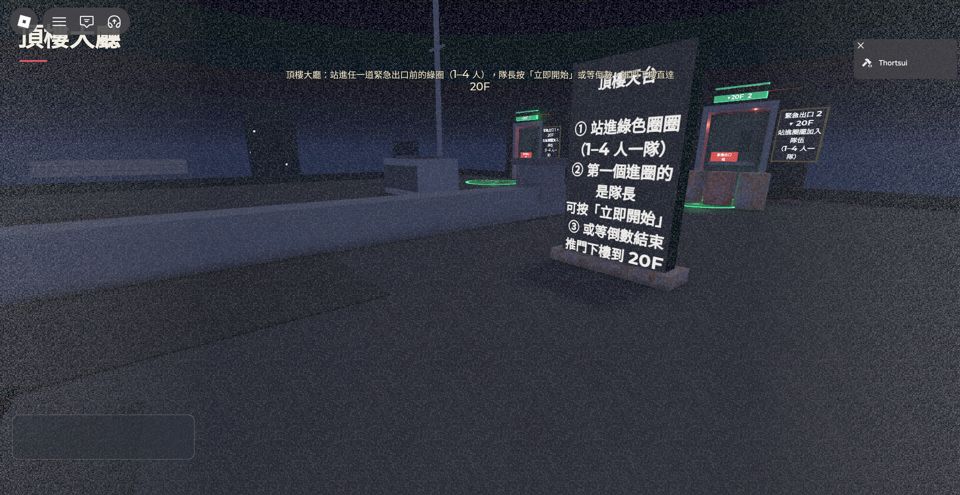 頂樓大廳
Thortsui
頂樓大廳：站進任一道緊急出口前的綠圈（1–4 人），隊長按「立即開始」或等倒數
直達
20F
頂樓天台
① 站進綠色圈圈
（1–4 人一隊）
② 第一個進圈的
是隊長
可按「立即開始」
③ 或等倒數結束
推門下樓到 20F
20F 2
緊急出口 2
20F
站進圈圈加入
隊伍
（1–4 人一
隊）